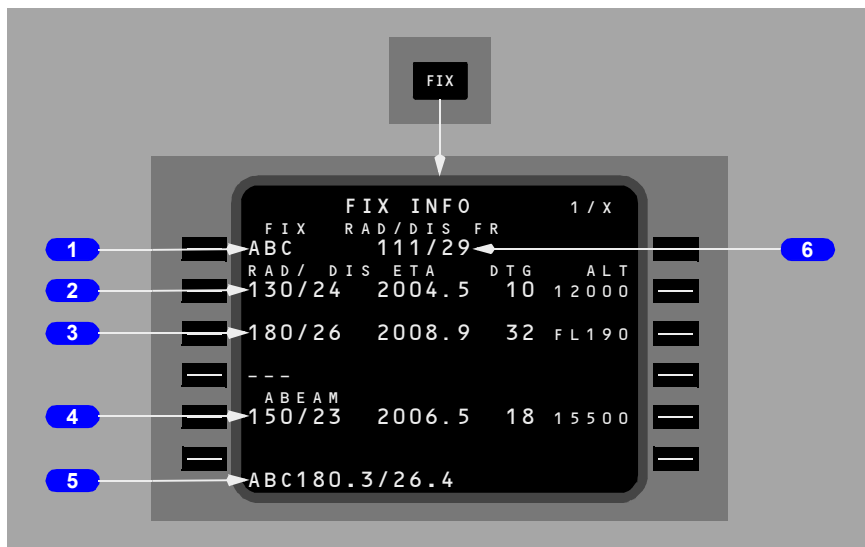 FIX
FIX INFO 1/X
FIX RAD/DIS FR
1 ABC 111/29 6
RAD/ DIS ETA DTG ALT
2 130/24 2004.5 10 12000
3 180/26 2008.9 32 FL190
---
ABEAM
4 150/23 2006.5 18 15500
5 ABC180.3/26.4